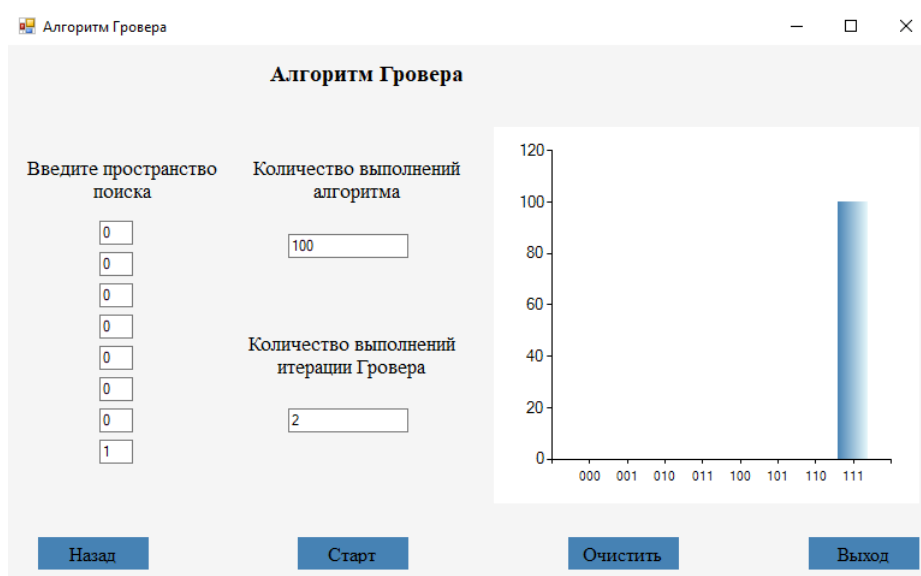 Алгоритм Гровера
Алгоритм Гровера
Введите пространство
поиска
0
0
0
0
0
0
0
1
Количество выполнений
алгоритма
100
Количество выполнений
итерации Гровера
2
120
100
80
60
40
20
0
000 001 010 011 100 101 110 111
Назад Старт Очистить Выход